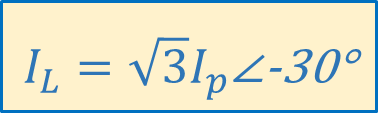 I_L = √3I_p∠-30°